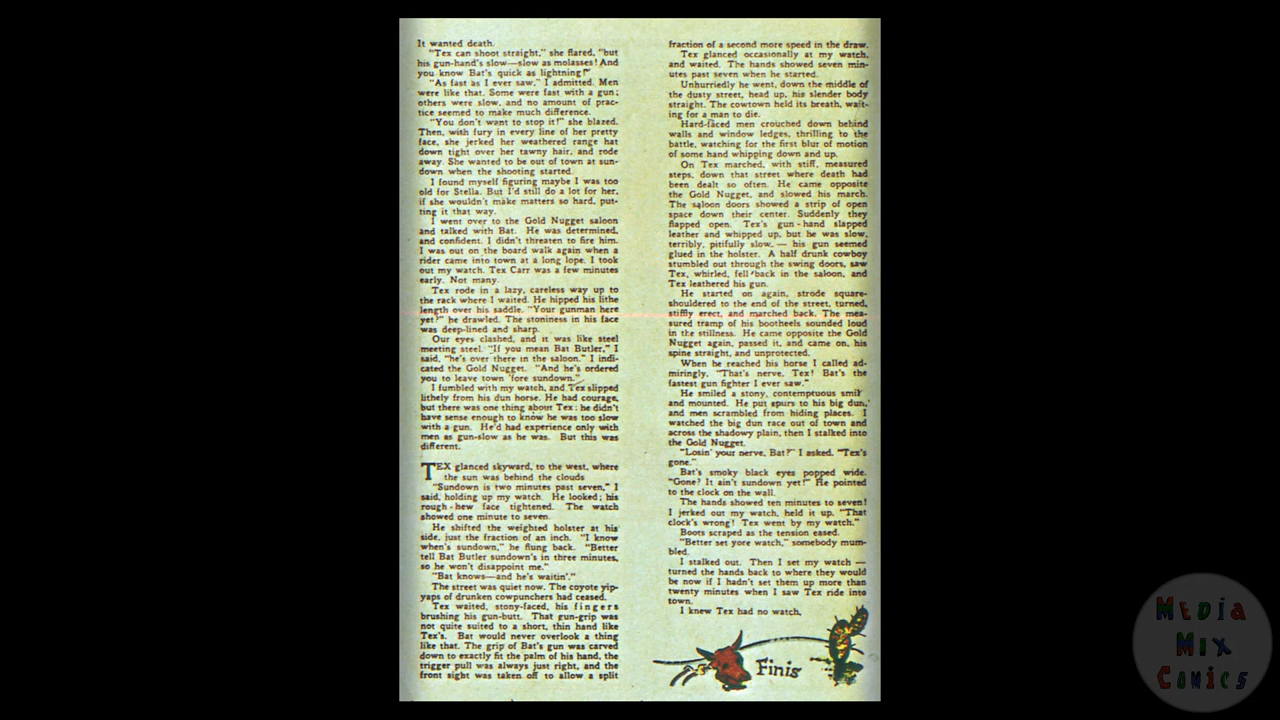 It wanted death.
"Tex can shoot straight," she flared, "but
his gun-hand's slow—slow as molasses! And
you know Bat's quick as lightning!"
"As fast as I ever saw," I admitted. Men
were like that. Some were fast with a gun;
others were slow, and no amount of prac-
tice seemed to make much difference.
"You don't want to stop it!" she blazed.
Then, with fury in every line of her pretty
face, she jerked her weathered range hat
down tight over her tawny hair, and rode
away. She wanted to be out of town at sun-
down when the shooting started.
I found myself figuring maybe I was too
old for Stella. But I'd still do a lot for her,
if she wouldn't make matters so hard, put-
ting it that way.
I went over to the Gold Nugget saloon
and talked with Bat. He was determined,
and confident. I didn't threaten to fire him.
I was out on the board walk again when a
rider came into town at a long lope. I took
out my watch. Tex Carr was a few minutes
early. Not many.
Tex rode in a lazy, careless way up to
the rack where I waited. He hipped his lithe
length over his saddle. "Your gunman here
yet?" he drawled. The stoniness in his face
was deep-lined and sharp.
Our eyes clashed, and it was like steel
meeting steel. "If you mean Bat Butler," I
said, "he's over there in the saloon." I indi-
cated the Gold Nugget. "And he's ordered
you to leave town 'fore sundown."
I fumbled with my watch, and Tex slipped
lithely from his dun horse. He had courage,
but there was one thing about Tex: he didn't
have sense enough to know he was too slow
with a gun. He'd had experience only with
men as gun-slow as he was. But this was
different.
TEX glanced skyward, to the west, where
the sun was behind the clouds
"Sundown is two minutes past seven," I
said, holding up my watch. He looked; his
rough-hew face tightened. The watch
showed one minute to seven.
He shifted the weighted holster at his
side, just the fraction of an inch. "I know
when's sundown," he flung back. "Better
tell Bat Butler sundown's in three minutes,
so he won't disappoint me."
"Bat knows—and he's waitin'."
The street was quiet now. The coyote yip-
yaps of drunken cowpunchers had ceased.
Tex waited, stony-faced, his fingers
brushing his gun-butt. That gun-grip was
not quite suited to a short, thin hand like
Tex's. Bat would never overlook a thing
like that. The grip of Bat's gun was carved
down to exactly fit the palm of his hand, the
trigger pull was always just right, and the
front sight was taken off to allow a split
fraction of a second more speed in the draw.
Tex glanced occasionally at my watch,
and waited. The hands showed seven min-
utes past seven when he started.
Unhurriedly he went, down the middle of
the dusty street, head up, his slender body
straight. The cowtown held its breath, wait-
ing for a man to die.
Hard-faced men crouched down behind
walls and window ledges, thrilling to the
battle, watching for the first blur of motion
of some hand whipping down and up.
On Tex marched, with stiff, measured
steps, down that street where death had
been dealt so often. He came opposite
the Gold Nugget, and slowed his march.
The saloon doors showed a strip of open
space down their center. Suddenly they
flapped open. Tex's gun-hand slapped
leather and whipped up, but he was slow,
terribly, pitifully slow — his gun seemed
glued in the holster. A half drunk cowboy
stumbled out through the swing doors, saw
Tex, whirled, fell back in the saloon, and
Tex leathered his gun.
He started on again, strode square-
shouldered to the end of the street, turned,
stiffly erect, and marched back. The mea-
sured tramp of his bootheels sounded loud
in the stillness. He came opposite the Gold
Nugget again, passed it, and came on, his
spine straight, and unprotected.
When he reached his horse I called ad-
miringly, "That's nerve, Tex! Bat's the
fastest gun fighter I ever saw."
He smiled a stony, contemptuous smile
and mounted. He put spurs to his big dun,
and men scrambled from hiding places. I
watched the big dun race out of town and
across the shadowy plain, then I stalked into
the Gold Nugget.
"Losin' your nerve, Bat?" I asked. "Tex's
gone."
Bat's smoky black eyes popped wide.
"Gone? It ain't sundown yet!" He pointed
to the clock on the wall.
The hands showed ten minutes to seven!
I jerked out my watch, held it up. "That
clock's wrong! Tex went by my watch."
Boots scraped as the tension eased.
"Better set yore watch," somebody mum-
bled.
I stalked out. Then I set my watch —
turned the hands back to where they would
be now if I hadn't set them up more than
twenty minutes when I saw Tex ride into
town.
I knew Tex had no watch.
Finis
MEDIA
MIX
COMICS